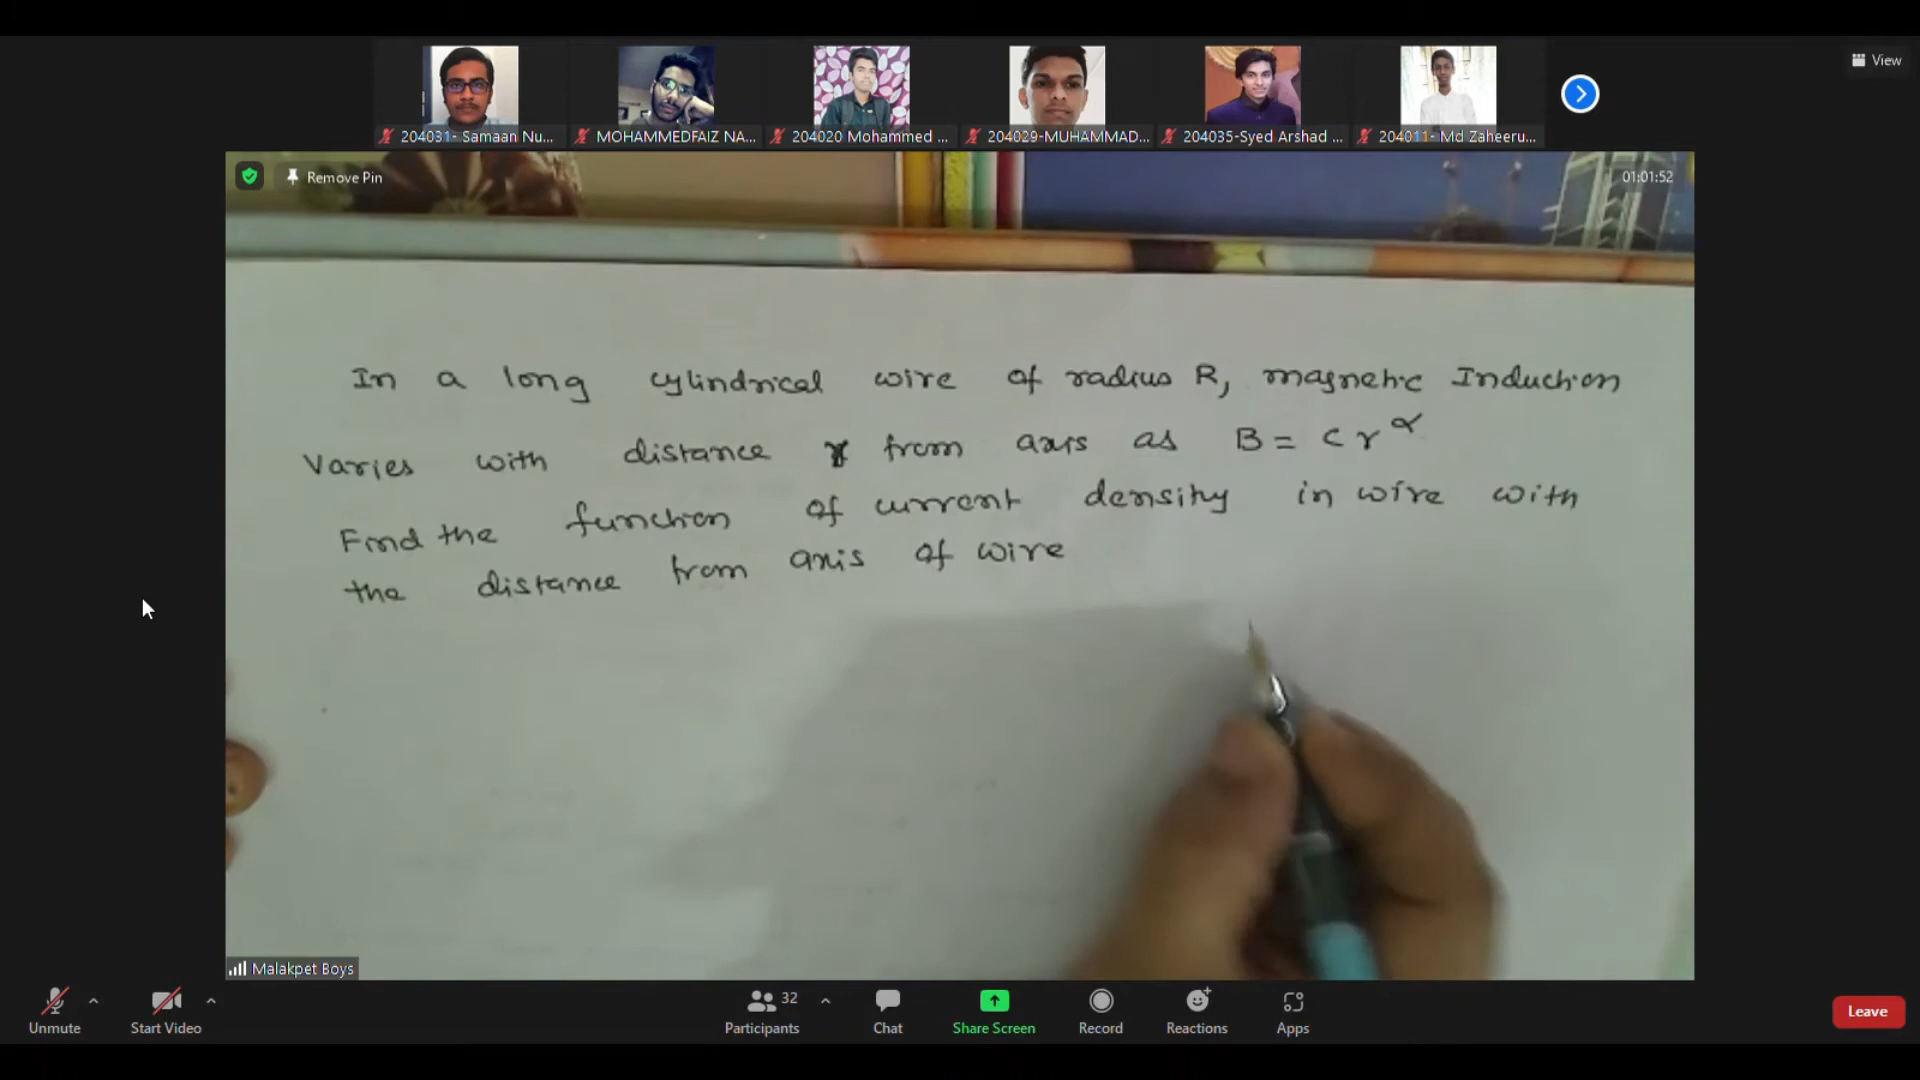 View
204031- Samaan Nu...
MOHAMMEDFAIZ NA...
204020 Mohammed ...
204029-MUHAMMAD...
204035-Syed Arshad ...
204011- Md Zaheeru...
Remove Pin
01:01:52
In a long cylindrical wire of radius R, magnetic Induction
Varies with distance r from axis as B = C r^α
Find the function of current density in wire with
the distance from axis of wire
Malakpet Boys
Unmute
Start Video
32
Participants
Chat
Share Screen
Record
Reactions
Apps
Leave